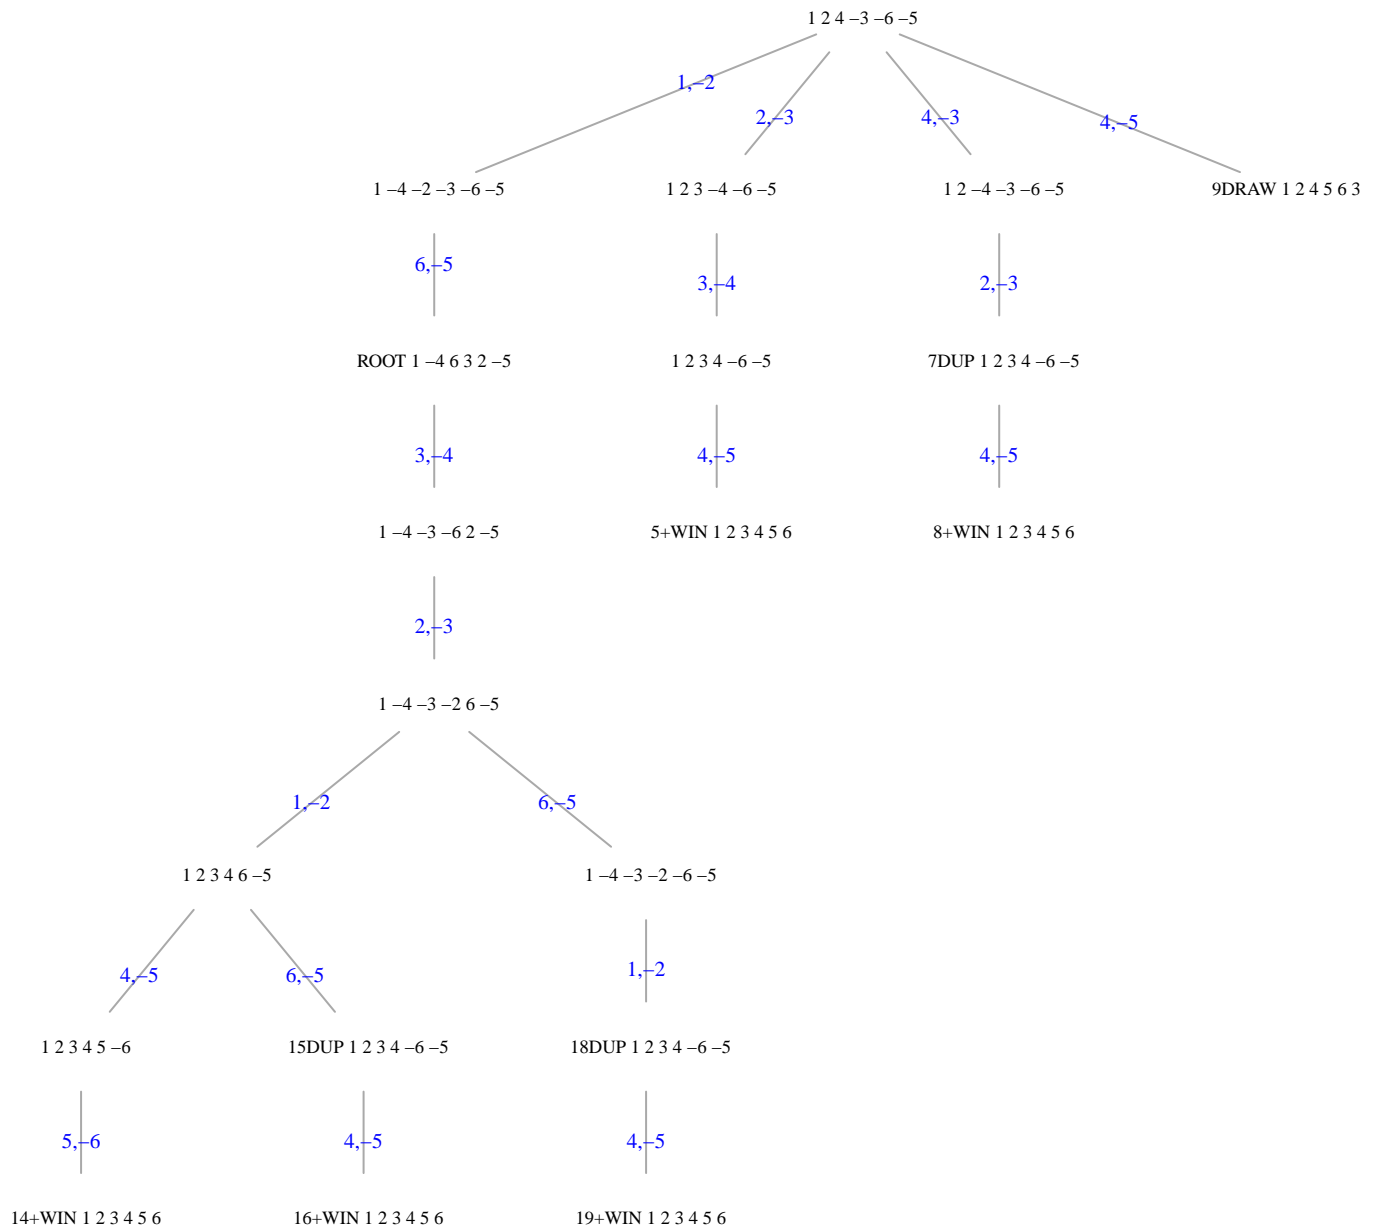 1 2 4 –3 –6 –5
1,–2
2,–3
4,–3
4,–5
1 –4 –2 –3 –6 –5
1 2 3 –4 –6 –5
1 2 –4 –3 –6 –5
9DRAW 1 2 4 5 6 3
6,–5
3,–4
2,–3
ROOT 1 –4 6 3 2 –5
1 2 3 4 –6 –5
7DUP 1 2 3 4 –6 –5
3,–4
4,–5
4,–5
1 –4 –3 –6 2 –5
5+WIN 1 2 3 4 5 6
8+WIN 1 2 3 4 5 6
2,–3
1 –4 –3 –2 6 –5
1,–2
6,–5
1 2 3 4 6 –5
1 –4 –3 –2 –6 –5
4,–5
6,–5
1,–2
1 2 3 4 5 –6
15DUP 1 2 3 4 –6 –5
18DUP 1 2 3 4 –6 –5
5,–6
4,–5
4,–5
14+WIN 1 2 3 4 5 6
16+WIN 1 2 3 4 5 6
19+WIN 1 2 3 4 5 6